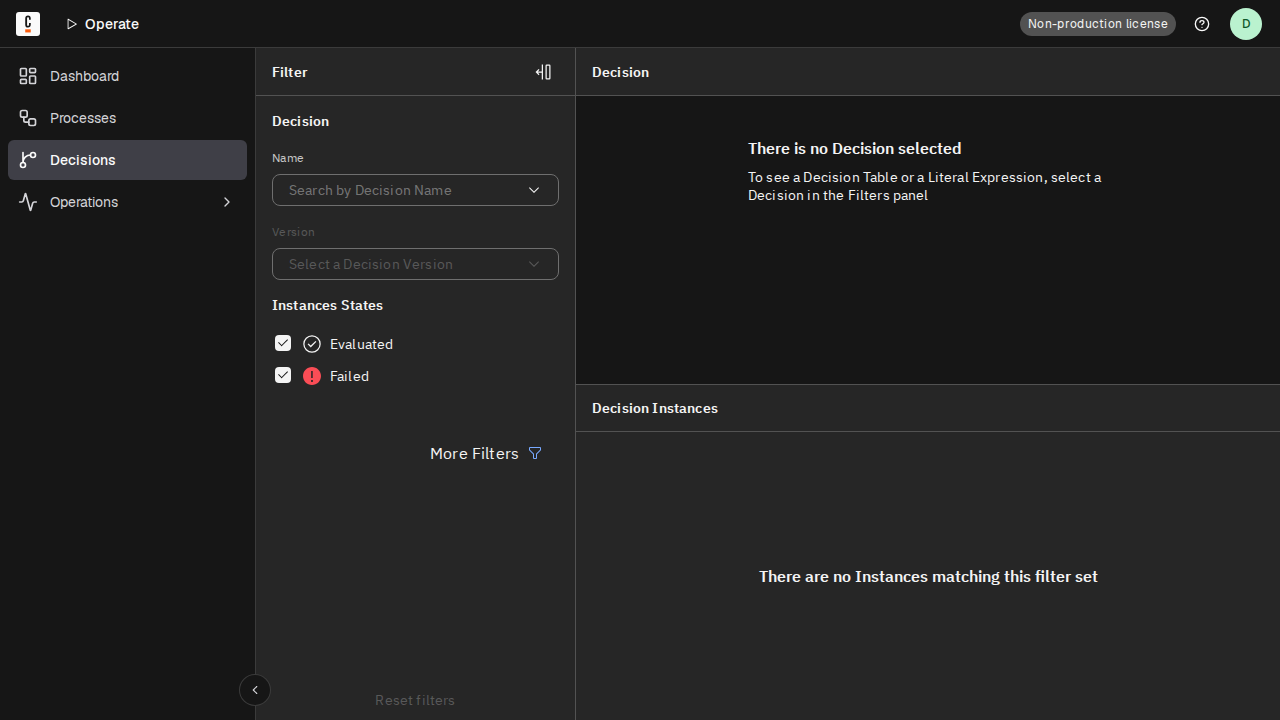 C
Operate
Non-production license
D
Dashboard
Processes
Decisions
Operations
Filter
Decision
Name
Search by Decision Name
Version
Select a Decision Version
Instances States
Evaluated
Failed
More Filters
Reset filters
Decision
There is no Decision selected
To see a Decision Table or a Literal Expression, select a
Decision in the Filters panel
Decision Instances
There are no Instances matching this filter set